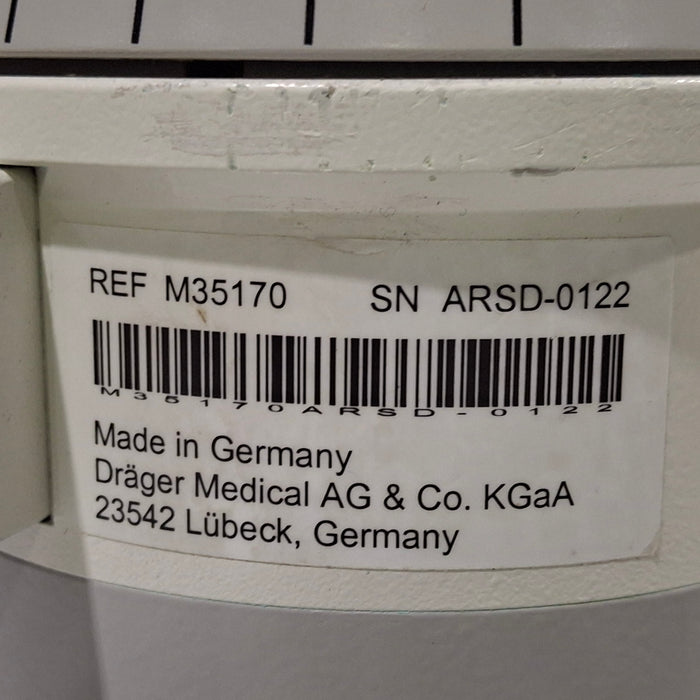 REF M35170 SN ARSD-0122
M35170ARSD-0122
Made in Germany
Dräger Medical AG & Co. KGaA
23542 Lübeck, Germany